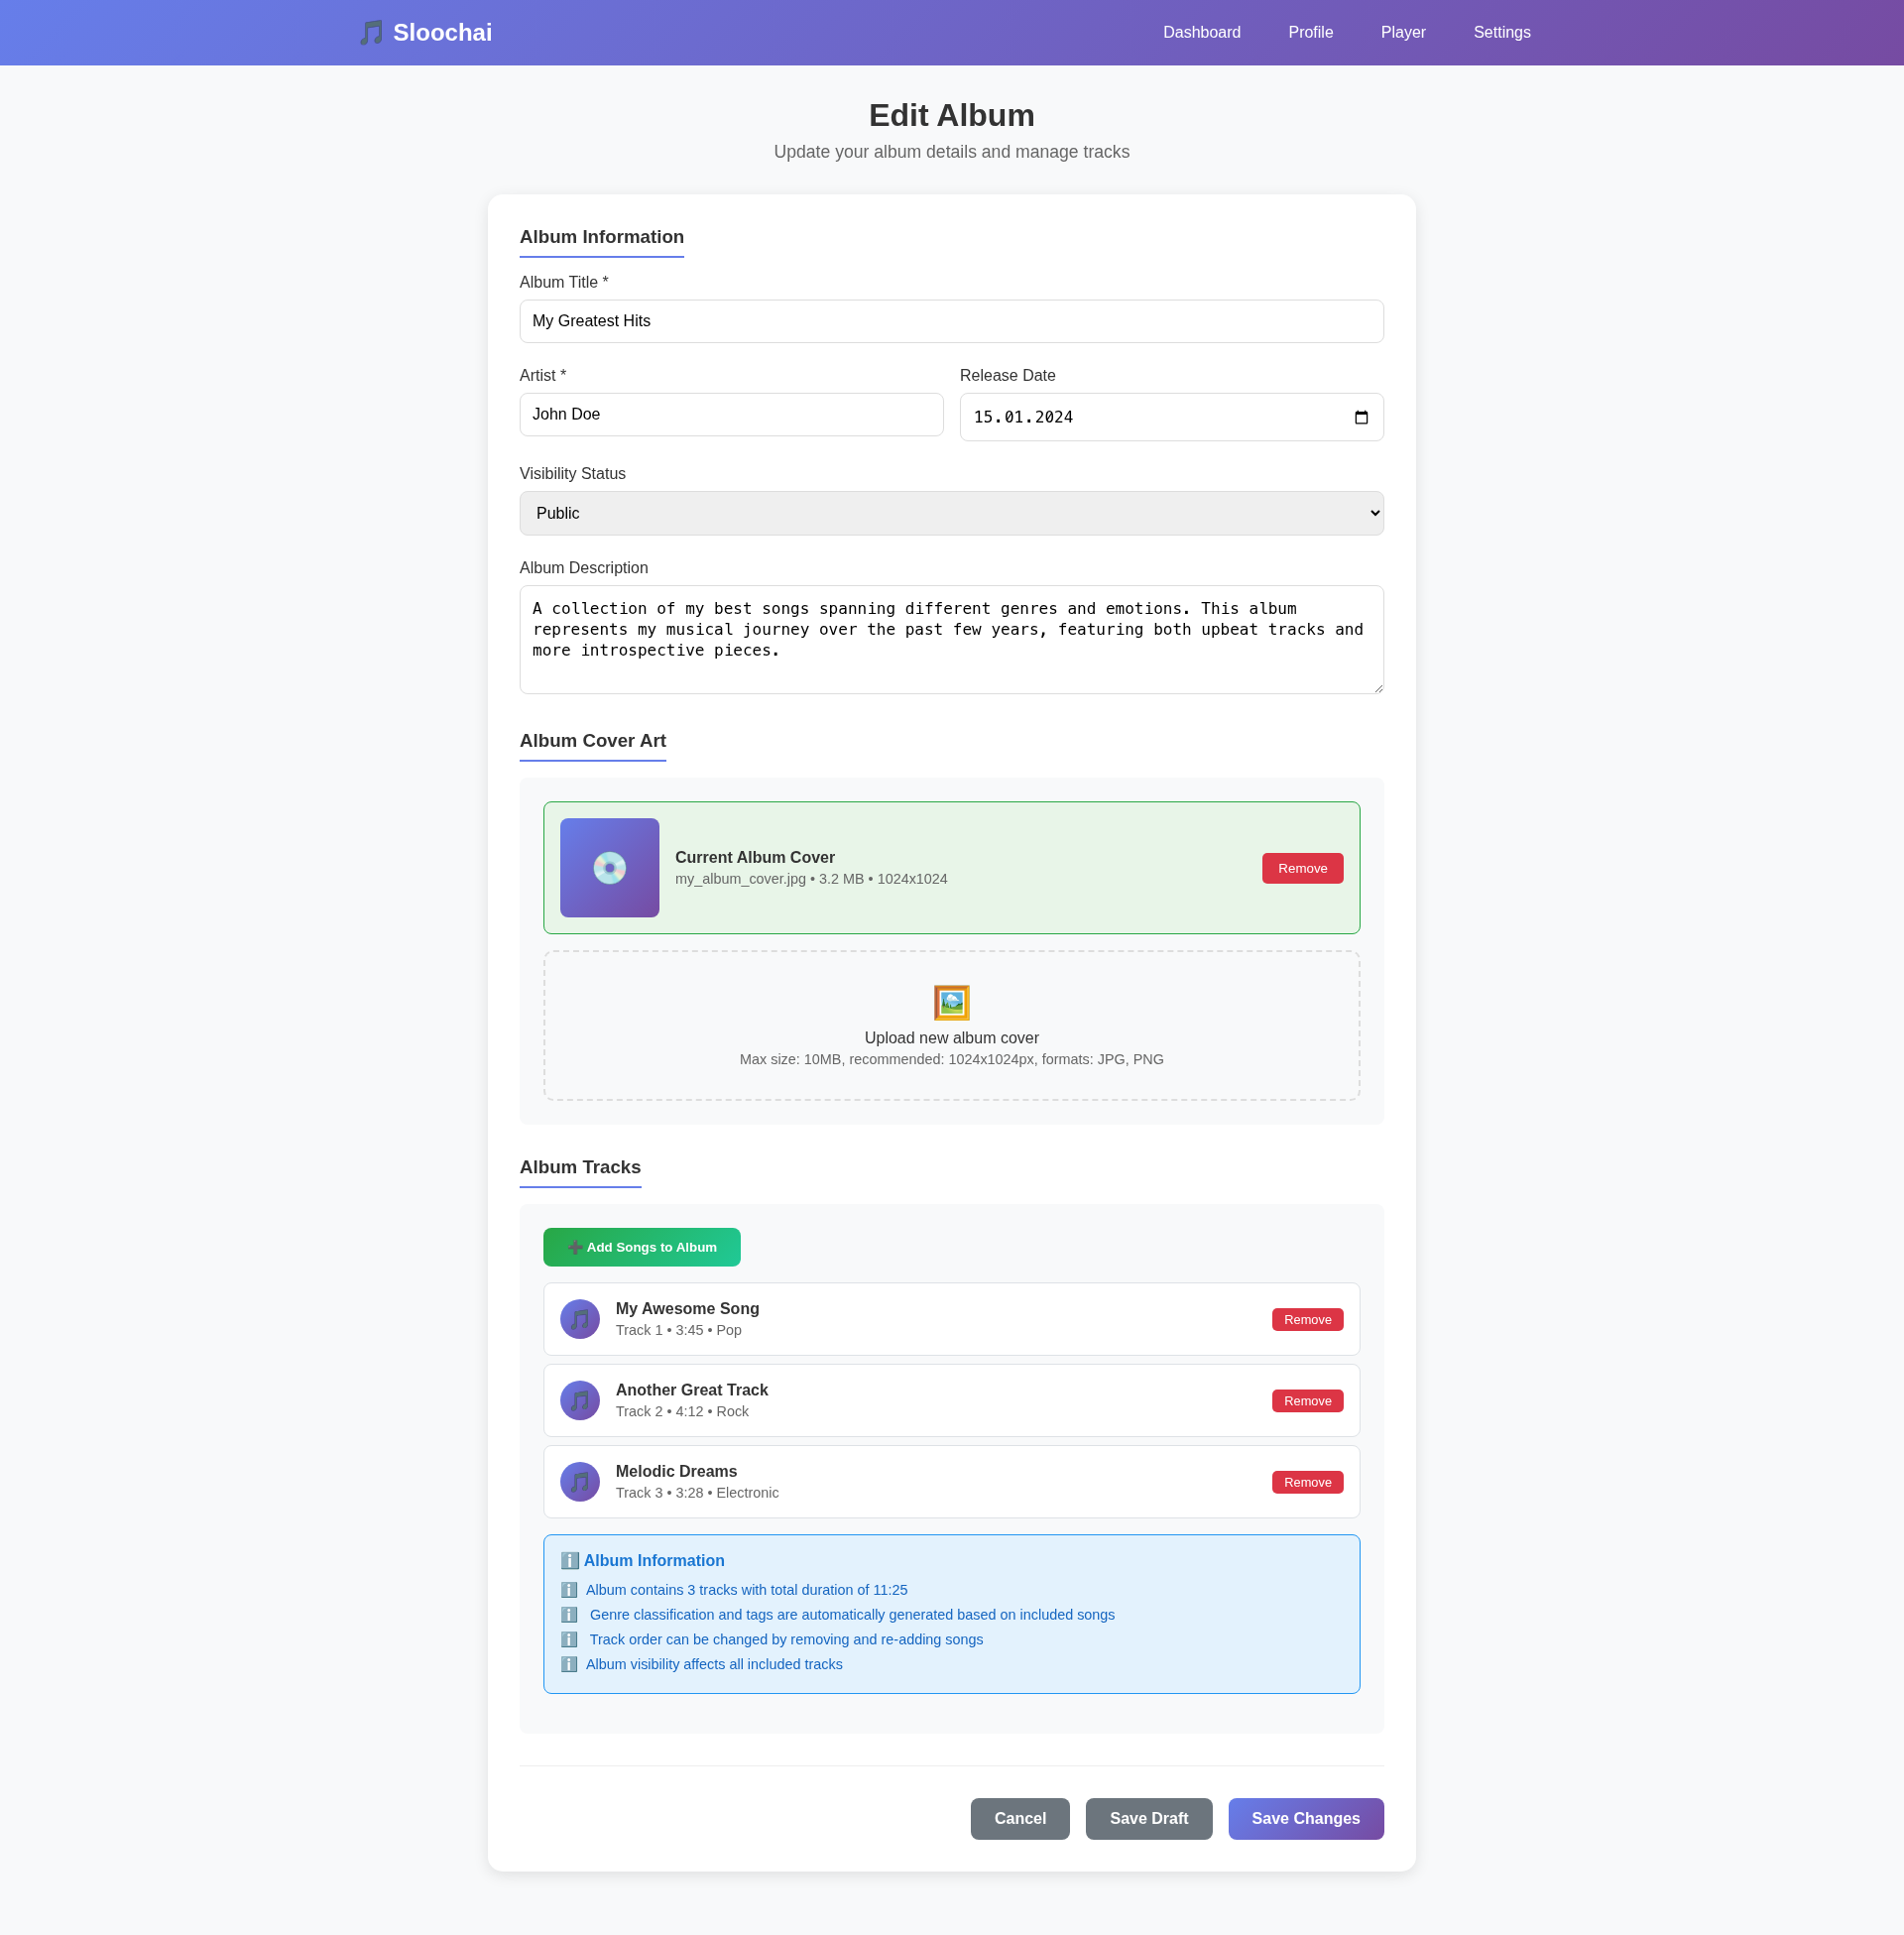 🎵 Sloochai
Dashboard Profile Player Settings
Edit Album
Update your album details and manage tracks
Album Information
Album Title *
My Greatest Hits
Artist *
John Doe
Release Date
15.01.2024
Visibility Status
Public
Album Description
A collection of my best songs spanning different genres and emotions. This album
represents my musical journey over the past few years, featuring both upbeat tracks and
more introspective pieces.
Album Cover Art
Current Album Cover
my_album_cover.jpg • 3.2 MB • 1024x1024
Remove
Upload new album cover
Max size: 10MB, recommended: 1024x1024px, formats: JPG, PNG
Album Tracks
➕ Add Songs to Album
My Awesome Song
Track 1 • 3:45 • Pop
Remove
Another Great Track
Track 2 • 4:12 • Rock
Remove
Melodic Dreams
Track 3 • 3:28 • Electronic
Remove
ℹ️ Album Information
ℹ️ Album contains 3 tracks with total duration of 11:25
ℹ️ Genre classification and tags are automatically generated based on included songs
ℹ️ Track order can be changed by removing and re-adding songs
ℹ️ Album visibility affects all included tracks
Cancel Save Draft Save Changes